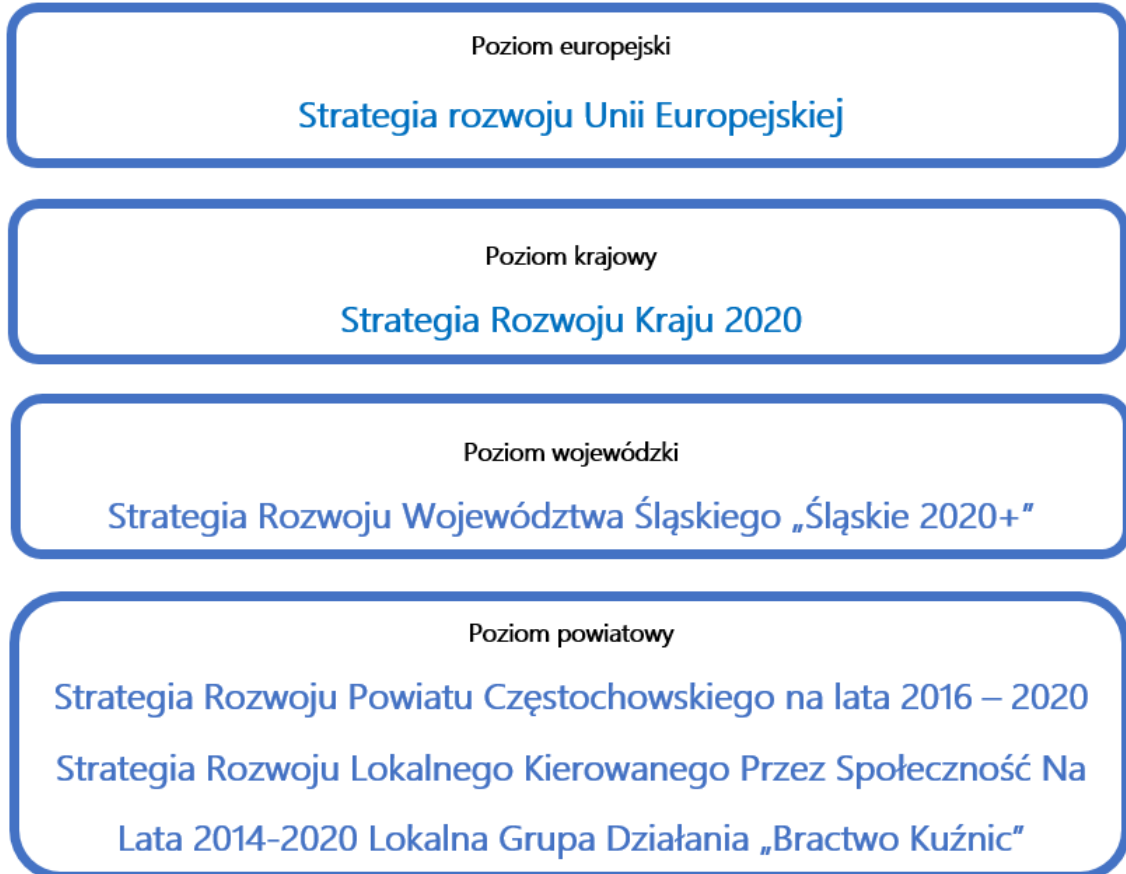 Poziom europejski
Strategia rozwoju Unii Europejskiej
Poziom krajowy
Strategia Rozwoju Kraju 2020
Poziom wojewódzki
Strategia Rozwoju Województwa Śląskiego „Śląskie 2020+”
Poziom powiatowy
Strategia Rozwoju Powiatu Częstochowskiego na lata 2016 – 2020
Strategia Rozwoju Lokalnego Kierowanego Przez Społeczność Na
Lata 2014-2020 Lokalna Grupa Działania „Bractwo Kuźnic”